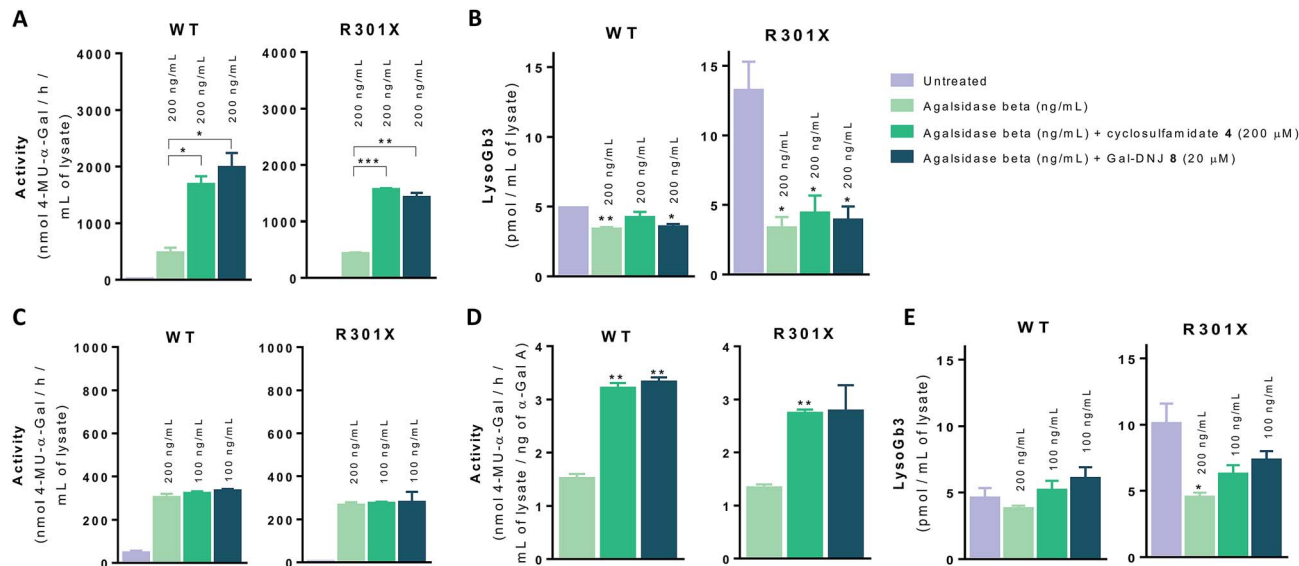 A
WT
R301X
Activity
(nmol 4-MU-α-Gal / h /
mL of lysate)
4000
3000
2000
1000
0
200 ng/mL
200 ng/mL
200 ng/mL
*
*
4000
3000
2000
1000
0
200 ng/mL
200 ng/mL
200 ng/mL
**
***
B
WT
R301X
LysoGb3
(pmol / mL of lysate)
15
10
5
0
200 ng/mL
200 ng/mL
200 ng/mL
**
*
15
10
5
0
200 ng/mL
200 ng/mL
200 ng/mL
*
*
*
Untreated
Agalsidase beta (ng/mL)
Agalsidase beta (ng/mL) + cyclosulfamidate 4 (200 μM)
Agalsidase beta (ng/mL) + Gal-DNJ 8 (20 μM)
C
WT
R301X
Activity
(nmol 4-MU-α-Gal / h /
mL of lysate)
1000
800
600
400
200
0
200 ng/mL
100 ng/mL
100 ng/mL
1000
800
600
400
200
0
200 ng/mL
100 ng/mL
100 ng/mL
D
WT
R301X
Activity
(nmol 4-MU-α-Gal / h /
mL of lysate / ng of α-Gal A)
4
3
2
1
0
**
**
4
3
2
1
0
**
E
WT
R301X
LysoGb3
(pmol / mL of lysate)
15
10
5
0
200 ng/mL
100 ng/mL
100 ng/mL
15
10
5
0
200 ng/mL
100 ng/mL
100 ng/mL
*